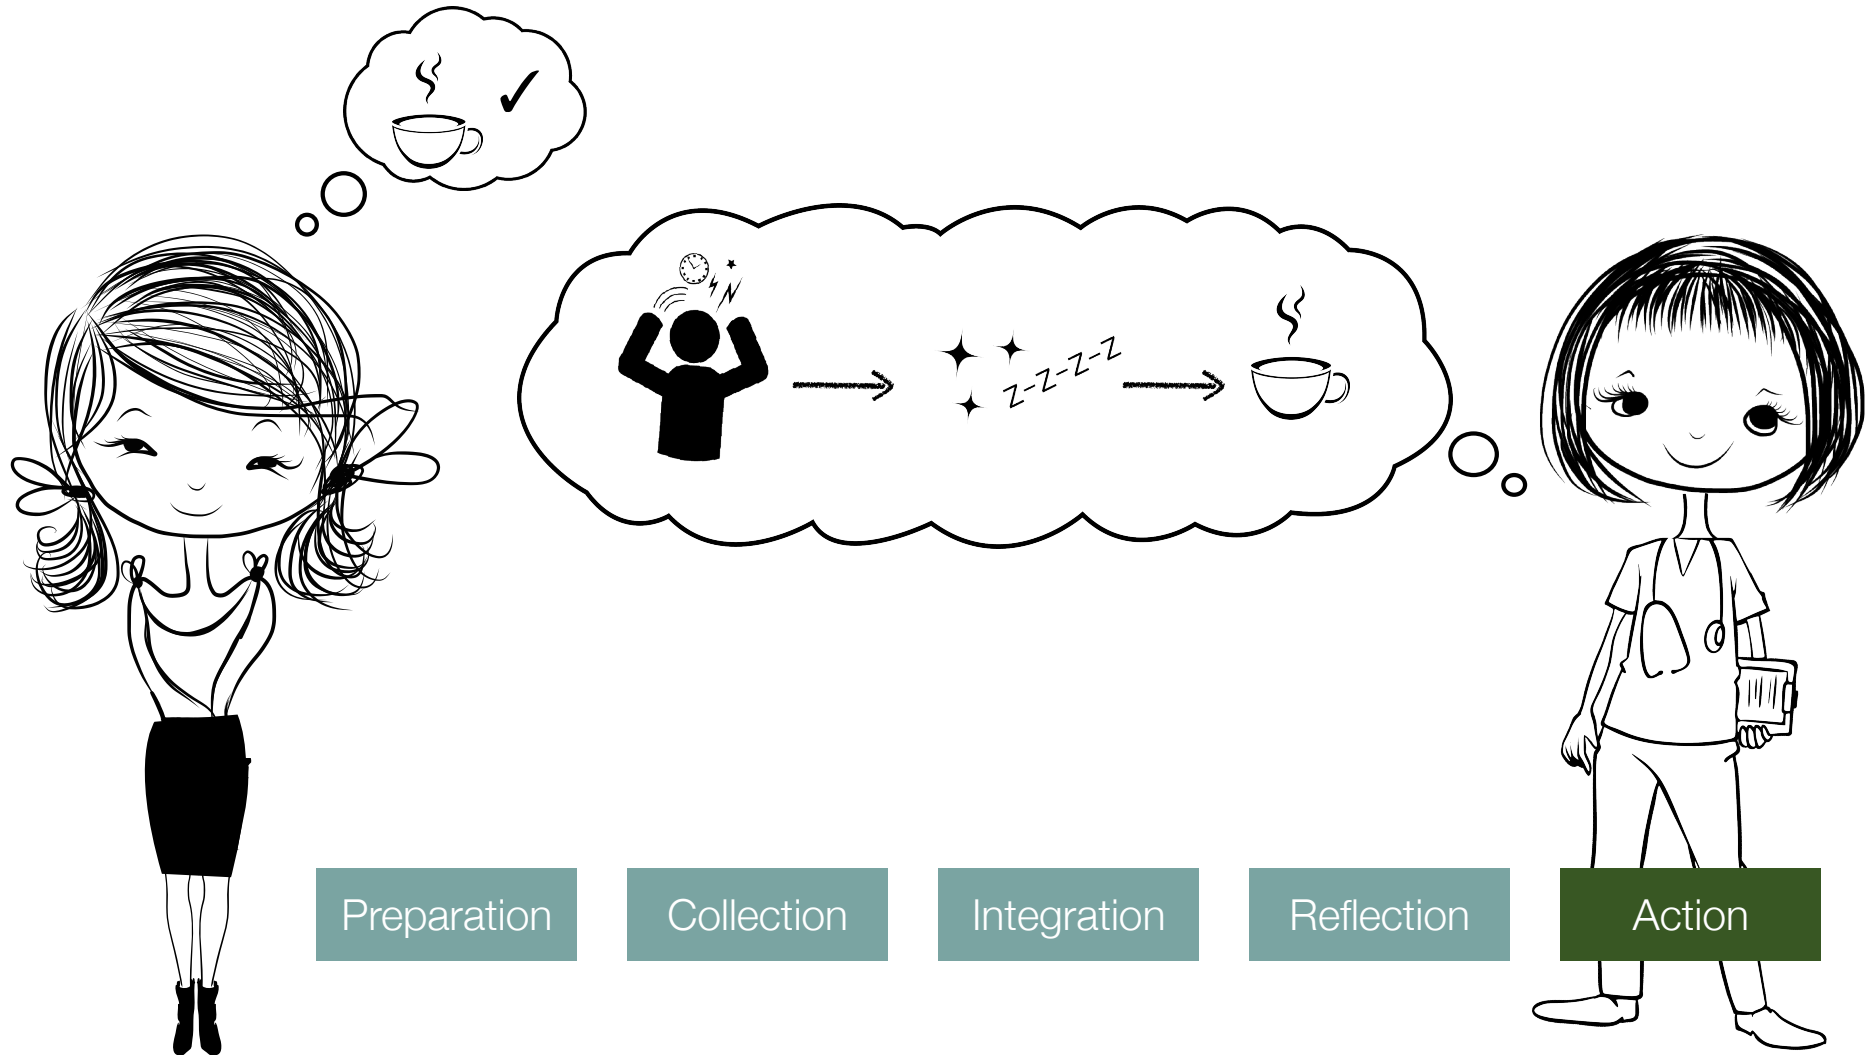 Z-Z-Z-Z-Z
Preparation
Collection
Integration
Reflection
Action